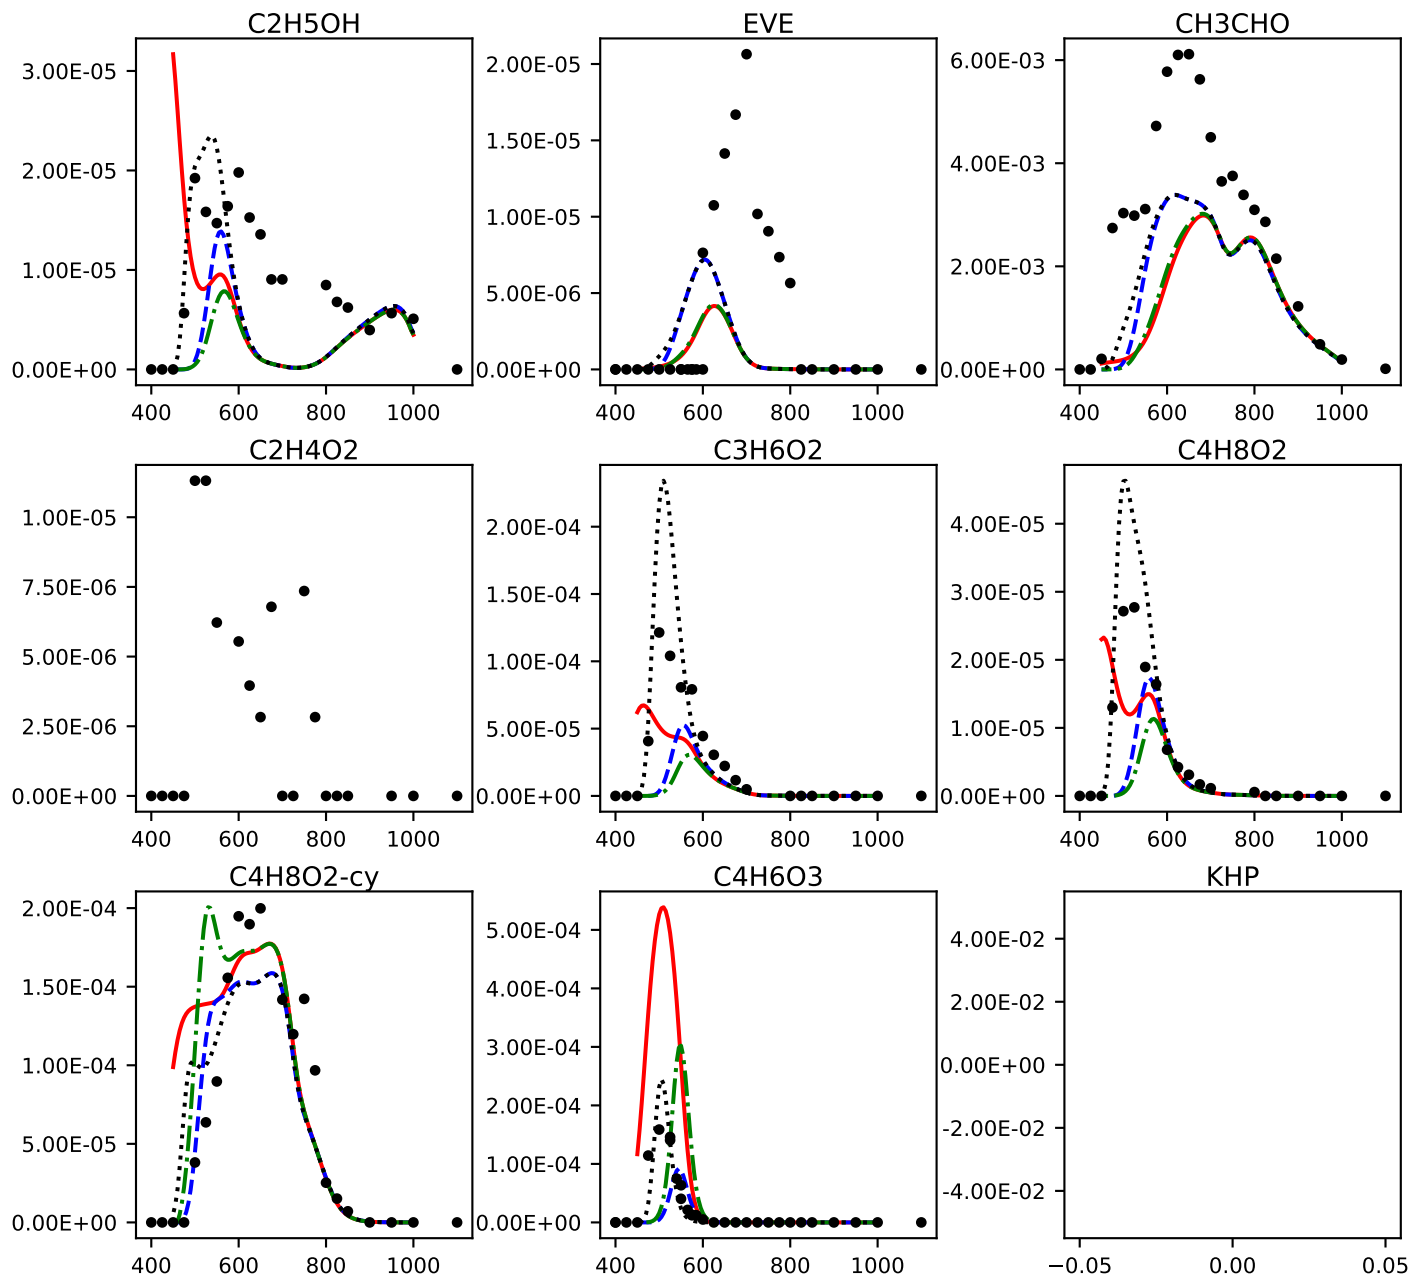 C2H5OH EVE CH3CHO
3.00E-05 2.00E-05 6.00E-03
2.00E-05 1.50E-05 4.00E-03
1.00E-05 1.00E-05 2.00E-03
0.00E+00 5.00E-06 0.00E+00
0.00E+00
400 600 800 1000 400 600 800 1000 400 600 800 1000
C2H4O2 C3H6O2 C4H8O2
1.00E-05 2.00E-04 4.00E-05
7.50E-06 1.50E-04 3.00E-05
5.00E-06 1.00E-04 2.00E-05
2.50E-06 5.00E-05 1.00E-05
0.00E+00 0.00E+00 0.00E+00
400 600 800 1000 400 600 800 1000 400 600 800 1000
C4H8O2-cy C4H6O3 KHP
2.00E-04 5.00E-04 4.00E-02
1.50E-04 4.00E-04 2.00E-02
1.00E-04 3.00E-04 0.00E+00
5.00E-05 2.00E-04 -2.00E-02
0.00E+00 1.00E-04 -4.00E-02
0.00E+00
400 600 800 1000 400 600 800 1000 −0.05 0.00 0.05